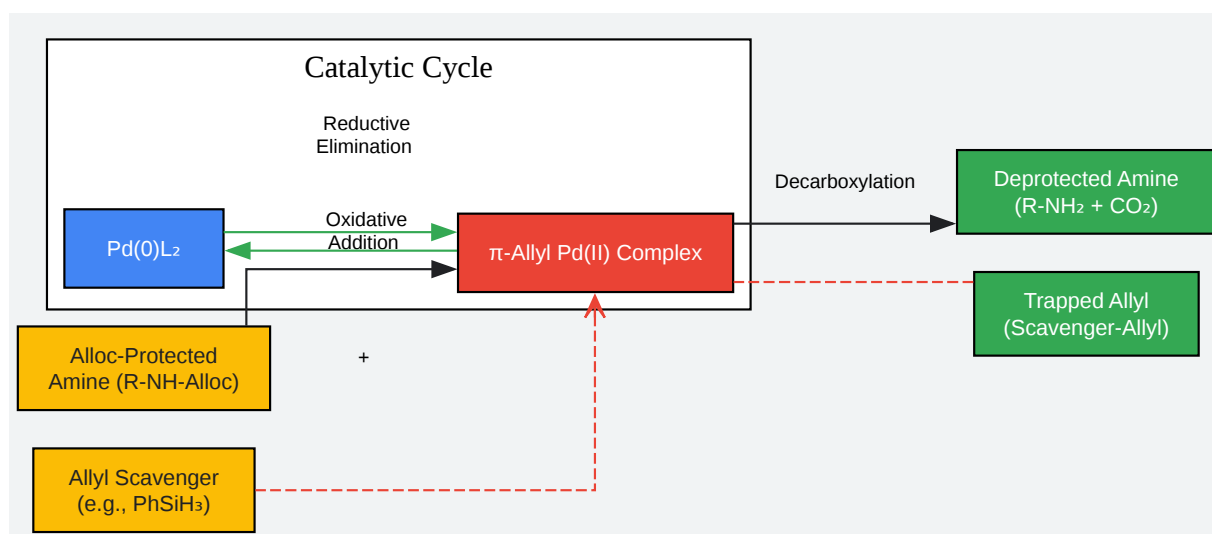 Catalytic Cycle
Reductive
Elimination
Oxidative
Addition
Pd(0)L₂
π-Allyl Pd(II) Complex
Decarboxylation
Deprotected Amine
(R-NH₂ + CO₂)
Trapped Allyl
(Scavenger-Allyl)
Alloc-Protected
Amine (R-NH-Alloc)
+
Allyl Scavenger
(e.g., PhSiH₃)